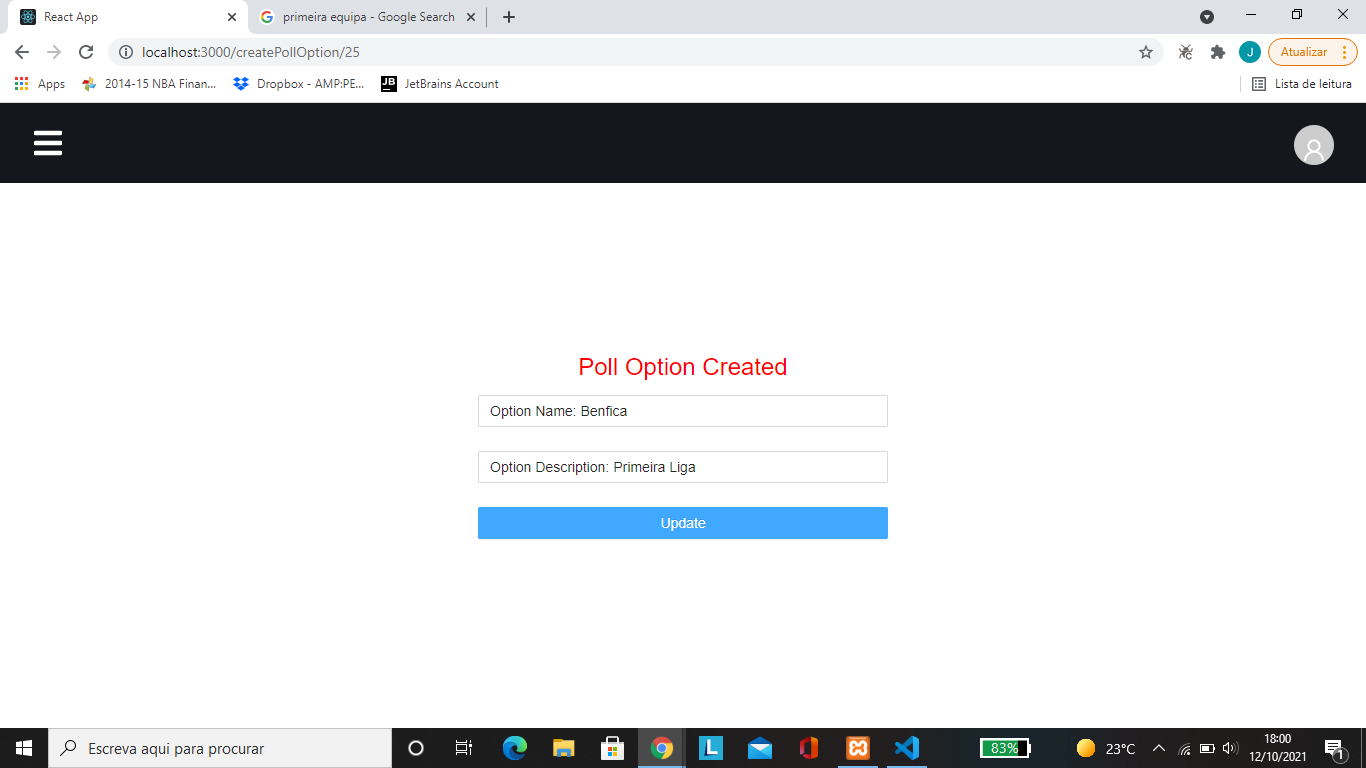 React App
primeira equipa - Google Search
localhost:3000/createPollOption/25
J
Atualizar
Apps
2014-15 NBA Finan...
Dropbox - AMP:PE...
JB
JetBrains Account
Lista de leitura
Poll Option Created
Option Name: Benfica
Option Description: Primeira Liga
Update
Escreva aqui para procurar
L
83%
23°C
18:00
12/10/2021
1